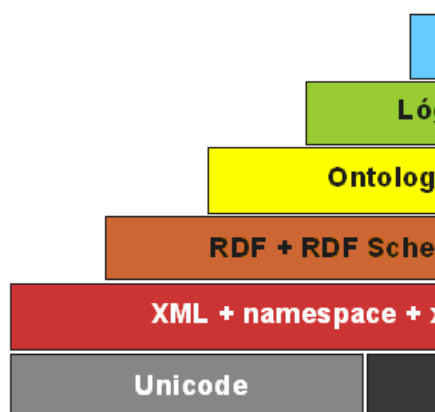 Lóg
Ontolog
RDF + RDF Sche
XML + namespace + x
Unicode